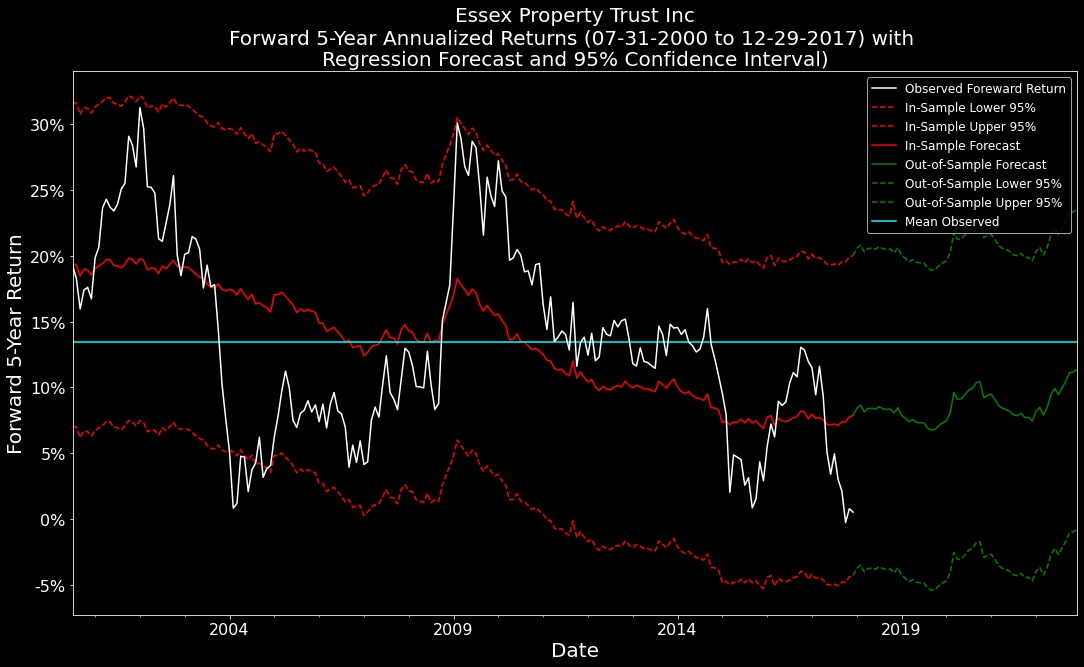 Essex Property Trust Inc
Forward 5-Year Annualized Returns (07-31-2000 to 12-29-2017) with
Regression Forecast and 95% Confidence Interval)
Observed Foreward Return
In-Sample Lower 95%
In-Sample Upper 95%
In-Sample Forecast
Out-of-Sample Forecast
Out-of-Sample Lower 95%
Out-of-Sample Upper 95%
Mean Observed
Forward 5-Year Return
30%
25%
20%
15%
10%
5%
0%
-5%
2004
2009
2014
2019
Date